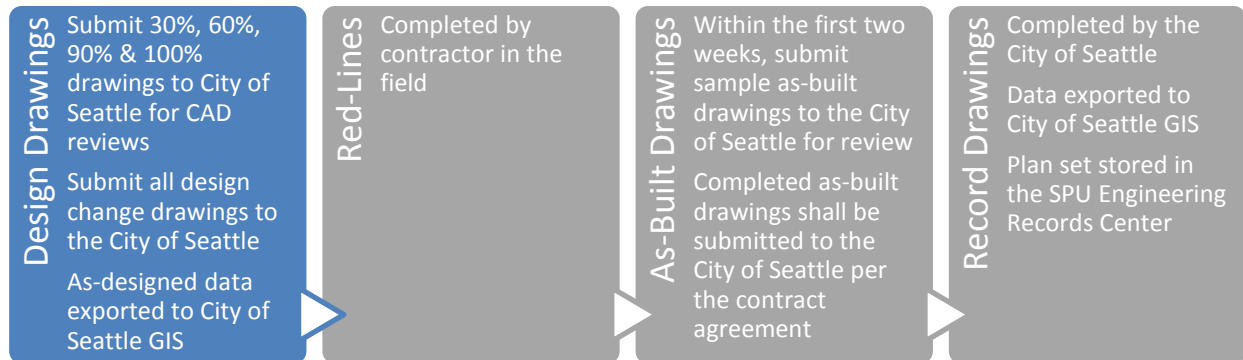 Design Drawings
Submit 30%, 60%,
90% & 100%
drawings to City of
Seattle for CAD
reviews
Submit all design
change drawings to
the City of Seattle
As-designed data
exported to City of
Seattle GIS
Red-Lines
Completed by
contractor in the
field
As-Built Drawings
Within the first two
weeks, submit
sample as-built
drawings to the City
of Seattle for review
Completed as-built
drawings shall be
submitted to the
City of Seattle per
the contract
agreement
Record Drawings
Completed by the
City of Seattle
Data exported to
City of Seattle GIS
Plan set stored in
the SPU Engineering
Records Center